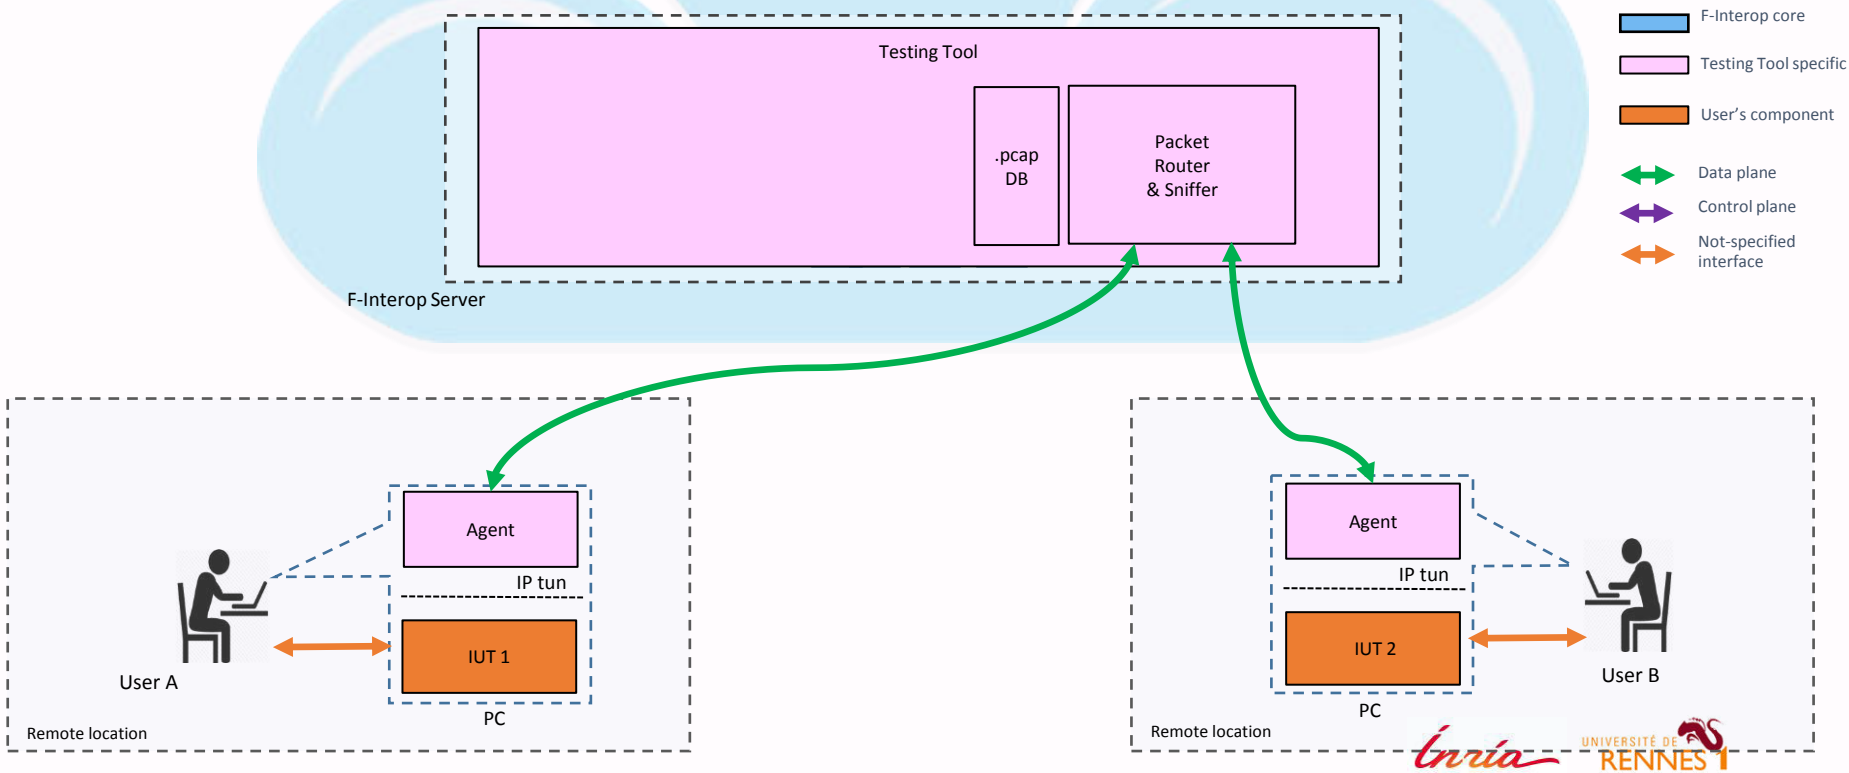 F-Interop core
Testing Tool
Testing Tool specific
User's component
.pcap
DB
Packet
Router
& Sniffer
Data plane
Control plane
Not-specified
interface
F-Interop Server
Agent
IP tun
IUT 1
User A
PC
Remote location
Agent
IP tun
IUT 2
User B
PC
Remote location
Inria
UNIVERSITÉ DE
RENNES 1